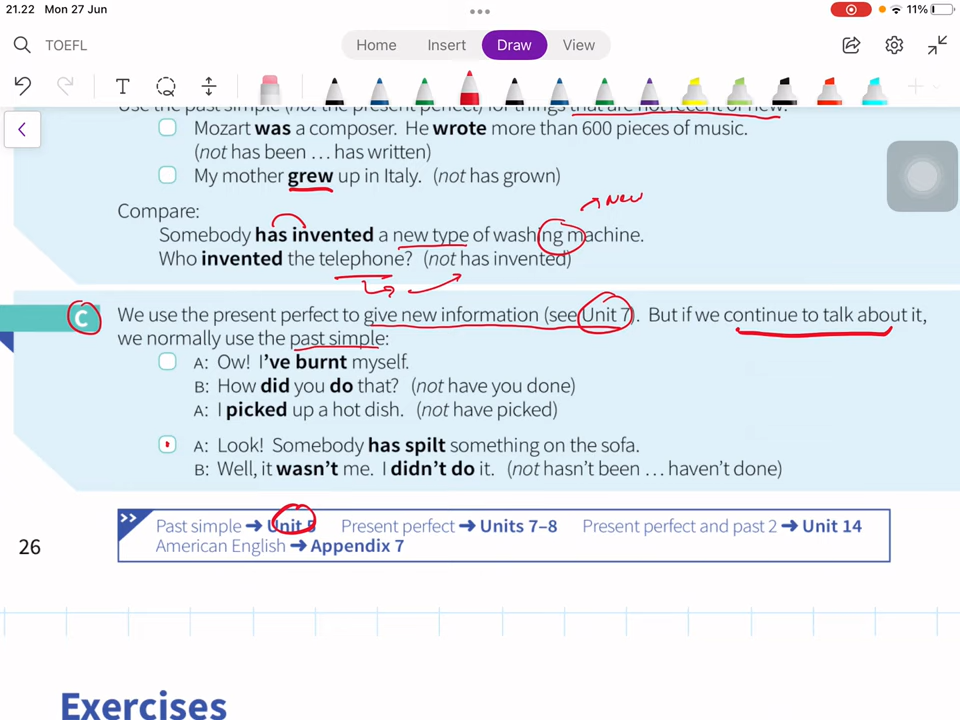 21.22 Mon 27 Jun
11%
TOEFL
Home Insert Draw View
Use the past simple (not the present perfect) for things that are not recent or new:
Mozart was a composer. He wrote more than 600 pieces of music.
(not has been … has written)
My mother grew up in Italy. (not has grown)
New
Compare:
Somebody has invented a new type of washing machine.
Who invented the telephone? (not has invented)
C We use the present perfect to give new information (see Unit 7). But if we continue to talk about it,
we normally use the past simple:
A: Ow! I've burnt myself.
B: How did you do that? (not have you done)
A: I picked up a hot dish. (not have picked)
A: Look! Somebody has spilt something on the sofa.
B: Well, it wasn't me. I didn't do it. (not hasn't been … haven't done)
Past simple ➜ Unit 5 Present perfect ➜ Units 7–8 Present perfect and past 2 ➜ Unit 14
American English ➜ Appendix 7
26
Exercises